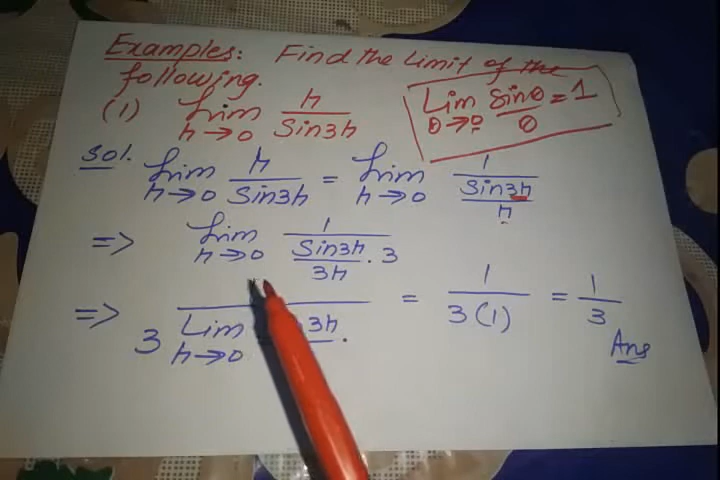 Examples: Find the Limit of the
following.
(1) Lim h→0 h/Sin3h
Lim θ→0 Sinθ/θ = 1
Sol. Lim h→0 h/Sin3h = Lim h→0 1/(Sin3h/h)
=> Lim h→0 1/(Sin3h/3h . 3)
=> /(3 Lim h→0 3h/ .) = 1/3(1) = 1/3
Ans